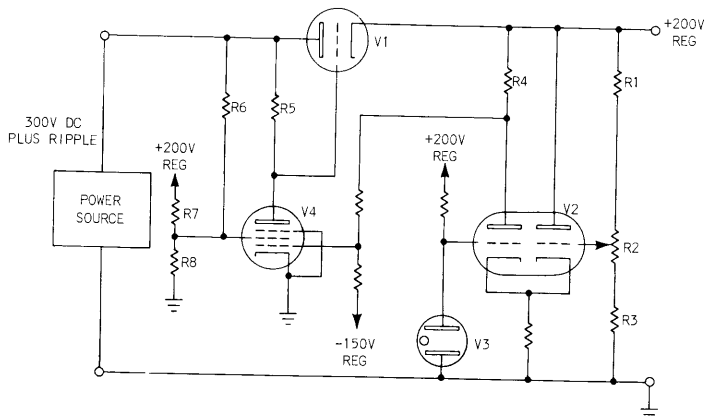 +200V
REG
V1
R1
R4
R6
R5
300V DC
PLUS RIPPLE
+200V
REG
+200V
REG
V2
V4
R7
POWER
SOURCE
R2
R8
R3
-150V
REG
V3